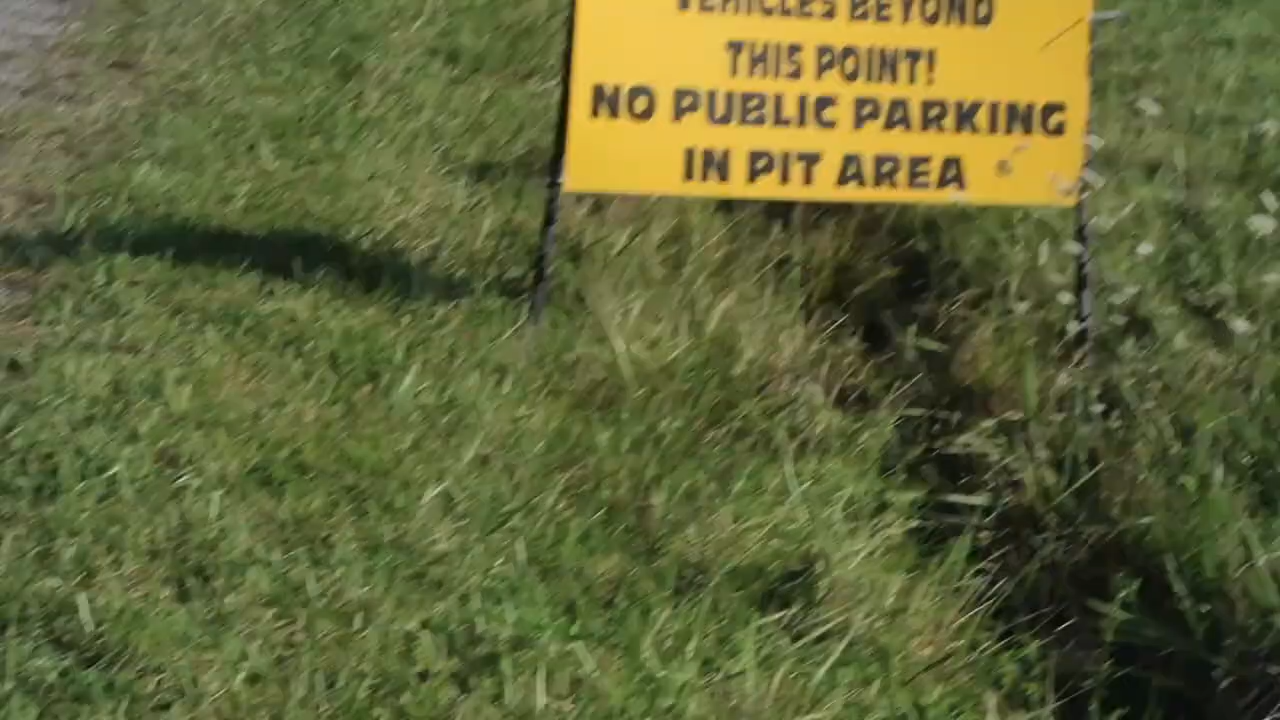 VEHICLES BEYOND
THIS POINT!
NO PUBLIC PARKING
IN PIT AREA